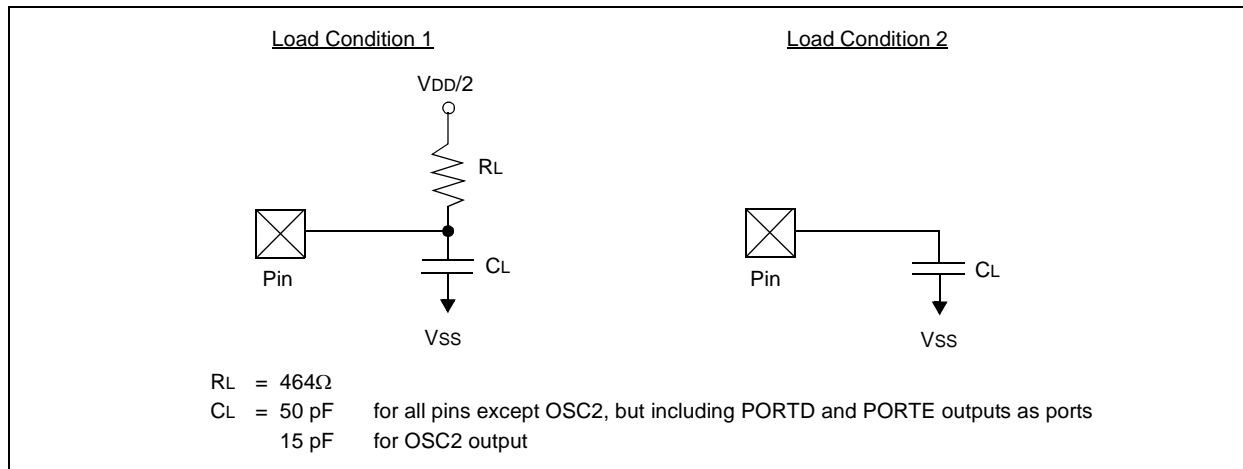 Load Condition 1
VDD/2
RL
Pin
CL
VSS
Load Condition 2
Pin
CL
VSS
RL = 464Ω
CL = 50 pF for all pins except OSC2, but including PORTD and PORTE outputs as ports
15 pF for OSC2 output